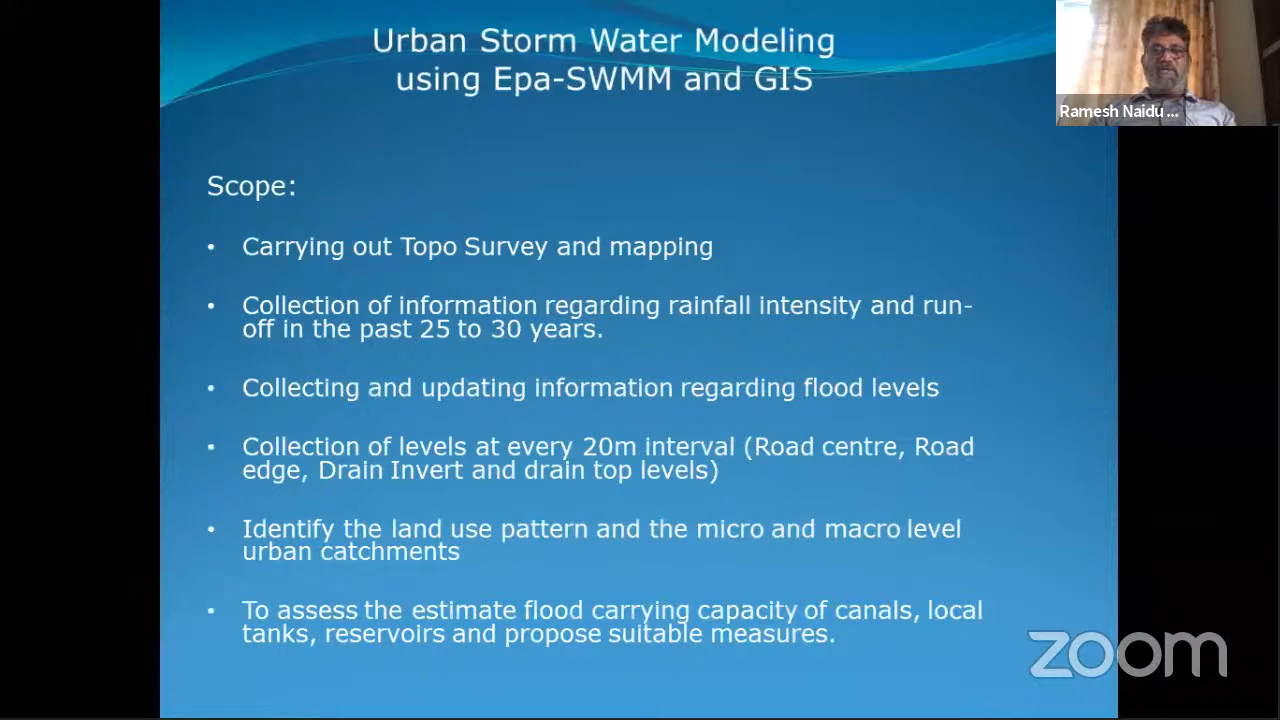 Urban Storm Water Modeling
using Epa-SWMM and GIS
Ramesh Naidu ...
Scope:
• Carrying out Topo Survey and mapping
• Collection of information regarding rainfall intensity and run-
off in the past 25 to 30 years.
• Collecting and updating information regarding flood levels
• Collection of levels at every 20m interval (Road centre, Road
edge, Drain Invert and drain top levels)
• Identify the land use pattern and the micro and macro level
urban catchments
• To assess the estimate flood carrying capacity of canals, local
tanks, reservoirs and propose suitable measures.
zoom